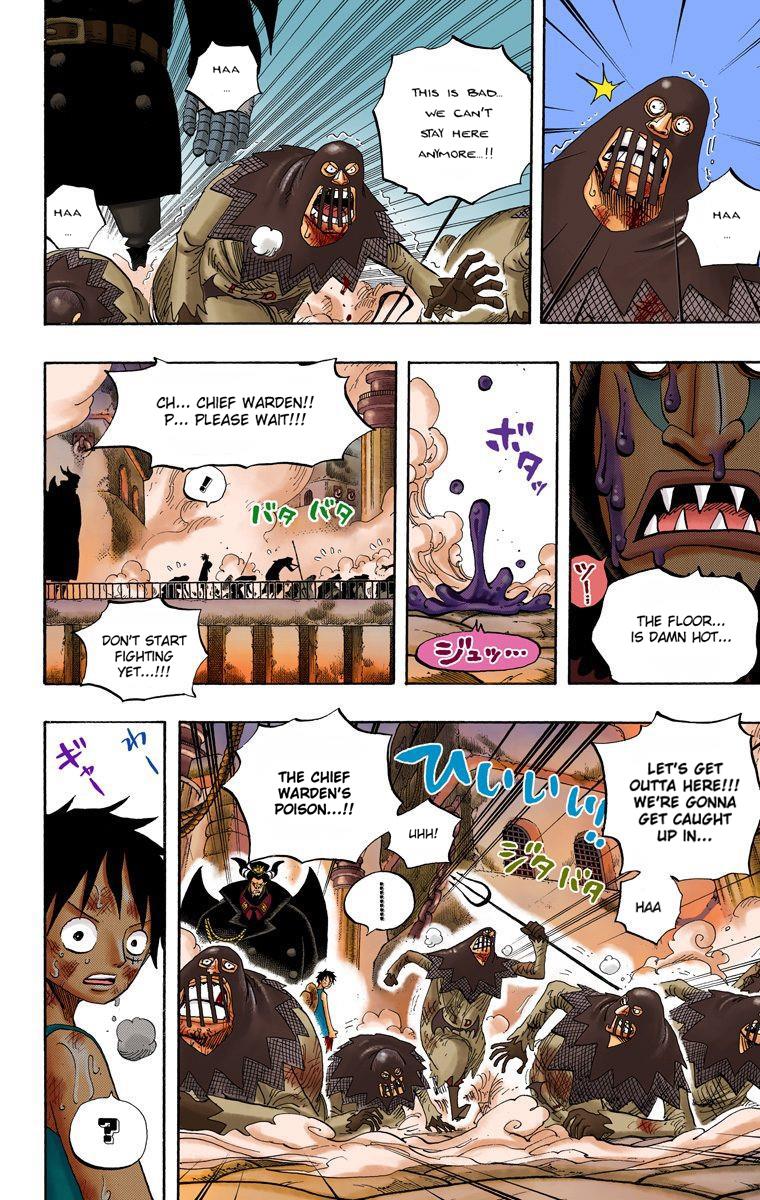 HAA
...
THIS IS BAD...
WE CAN'T
STAY HERE
ANYMORE...!!
HAA
...
HAA
...
THE FLOOR...
IS DAMN HOT...
ツー…
ボタッ
ジュッ…
CH... CHIEF WARDEN!!
P... PLEASE WAIT!!!
!
バタバタ
DON'T START
FIGHTING
YET...!!!
LET'S GET
OUTTA HERE!!!
WE'RE GONNA
GET CAUGHT
UP IN...
HAA
ひいいいっ!!
ジタバタ
UHH!
THE CHIEF
WARDEN'S
POISON...!!
.........
わー
ギャー
?